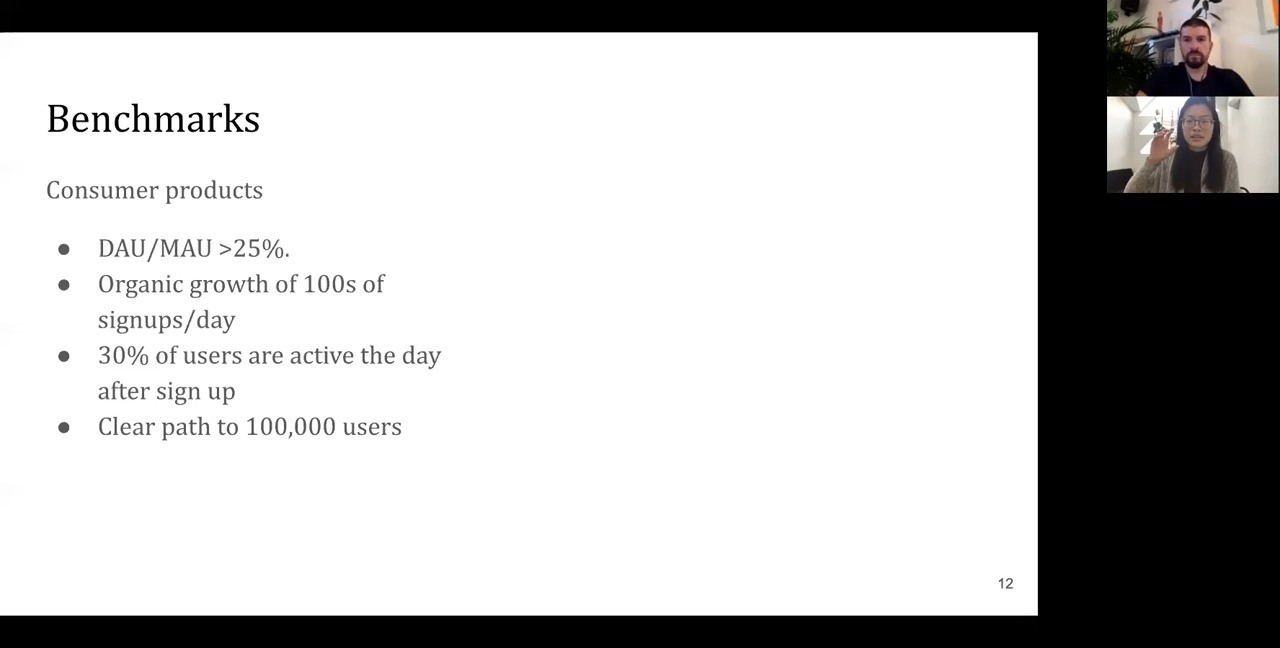 Benchmarks
Consumer products
● DAU/MAU >25%.
● Organic growth of 100s of
signups/day
● 30% of users are active the day
after sign up
● Clear path to 100,000 users
12